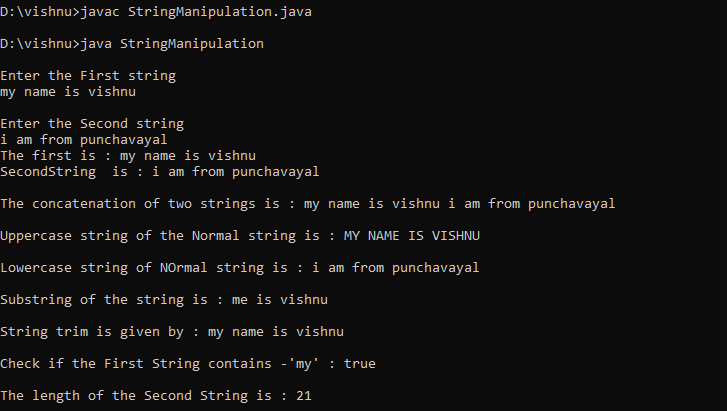 D:\vishnu>javac StringManipulation.java
D:\vishnu>java StringManipulation
Enter the First string
my name is vishnu
Enter the Second string
i am from punchavayal
The first is : my name is vishnu
SecondString  is : i am from punchavayal
The concatenation of two strings is : my name is vishnu i am from punchavayal
Uppercase string of the Normal string is : MY NAME IS VISHNU
Lowercase string of NOrmal string is : i am from punchavayal
Substring of the string is : me is vishnu
String trim is given by : my name is vishnu
Check if the First String contains -'my' : true
The length of the Second String is : 21